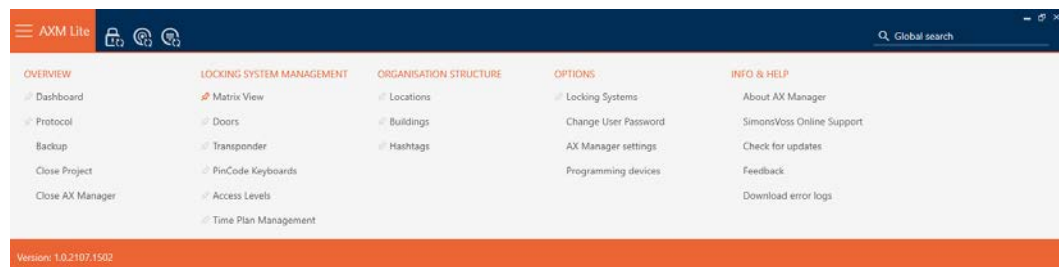 AXM Lite
Global search
OVERVIEW
Dashboard
Protocol
Backup
Close Project
Close AX Manager
LOCKING SYSTEM MANAGEMENT
Matrix View
Doors
Transponder
PinCode Keyboards
Access Levels
Time Plan Management
ORGANISATION STRUCTURE
Locations
Buildings
Hashtags
OPTIONS
Locking Systems
Change User Password
AX Manager settings
Programming devices
INFO & HELP
About AX Manager
SimonsVoss Online Support
Check for updates
Feedback
Download error logs
Version: 1.0.2107.1502